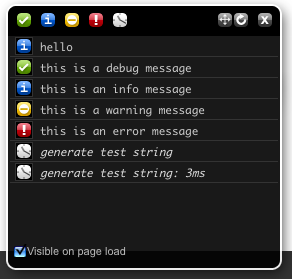 hello
this is a debug message
this is an info message
this is a warning message
this is an error message
generate test string
generate test string: 3ms
Visible on page load